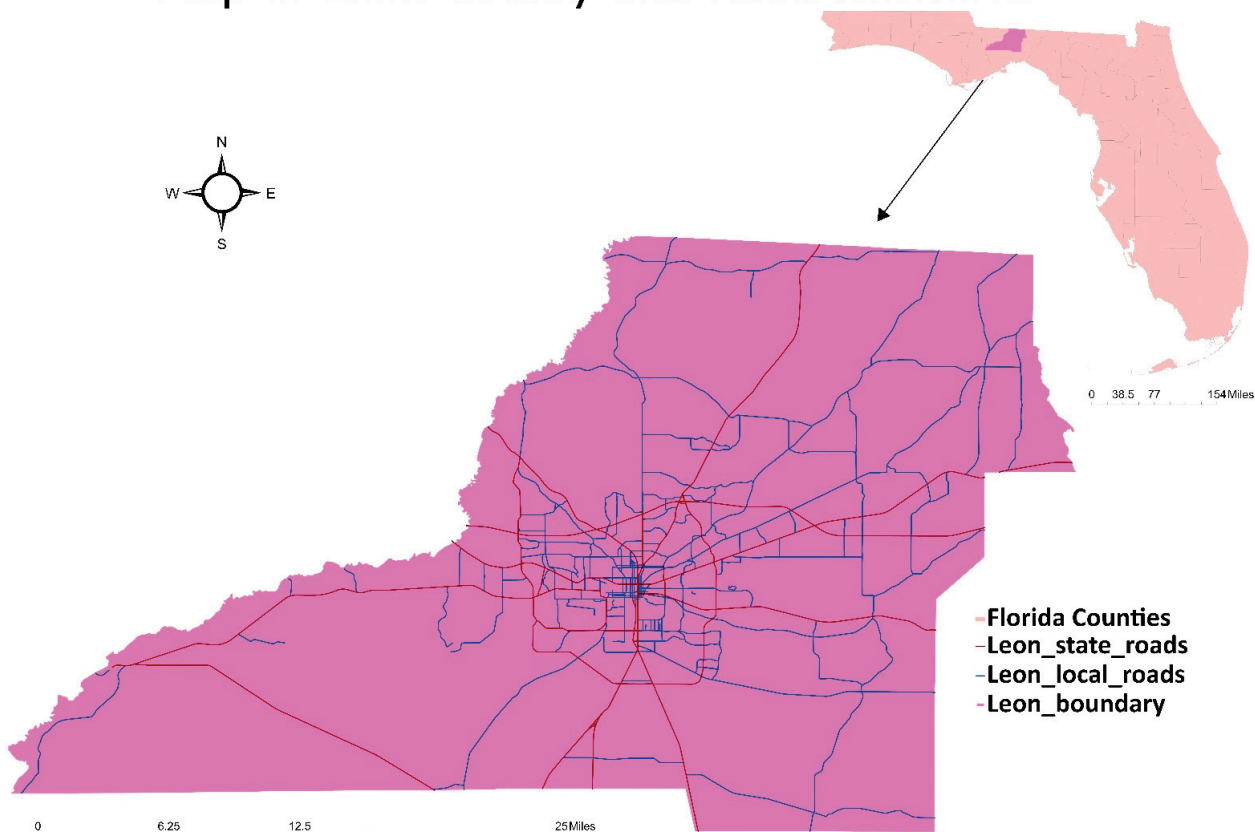 N
W E
S
0 38.5 77 154 Miles
Florida Counties
Leon_state_roads
Leon_local_roads
Leon_boundary
0 6.25 12.5 25 Miles